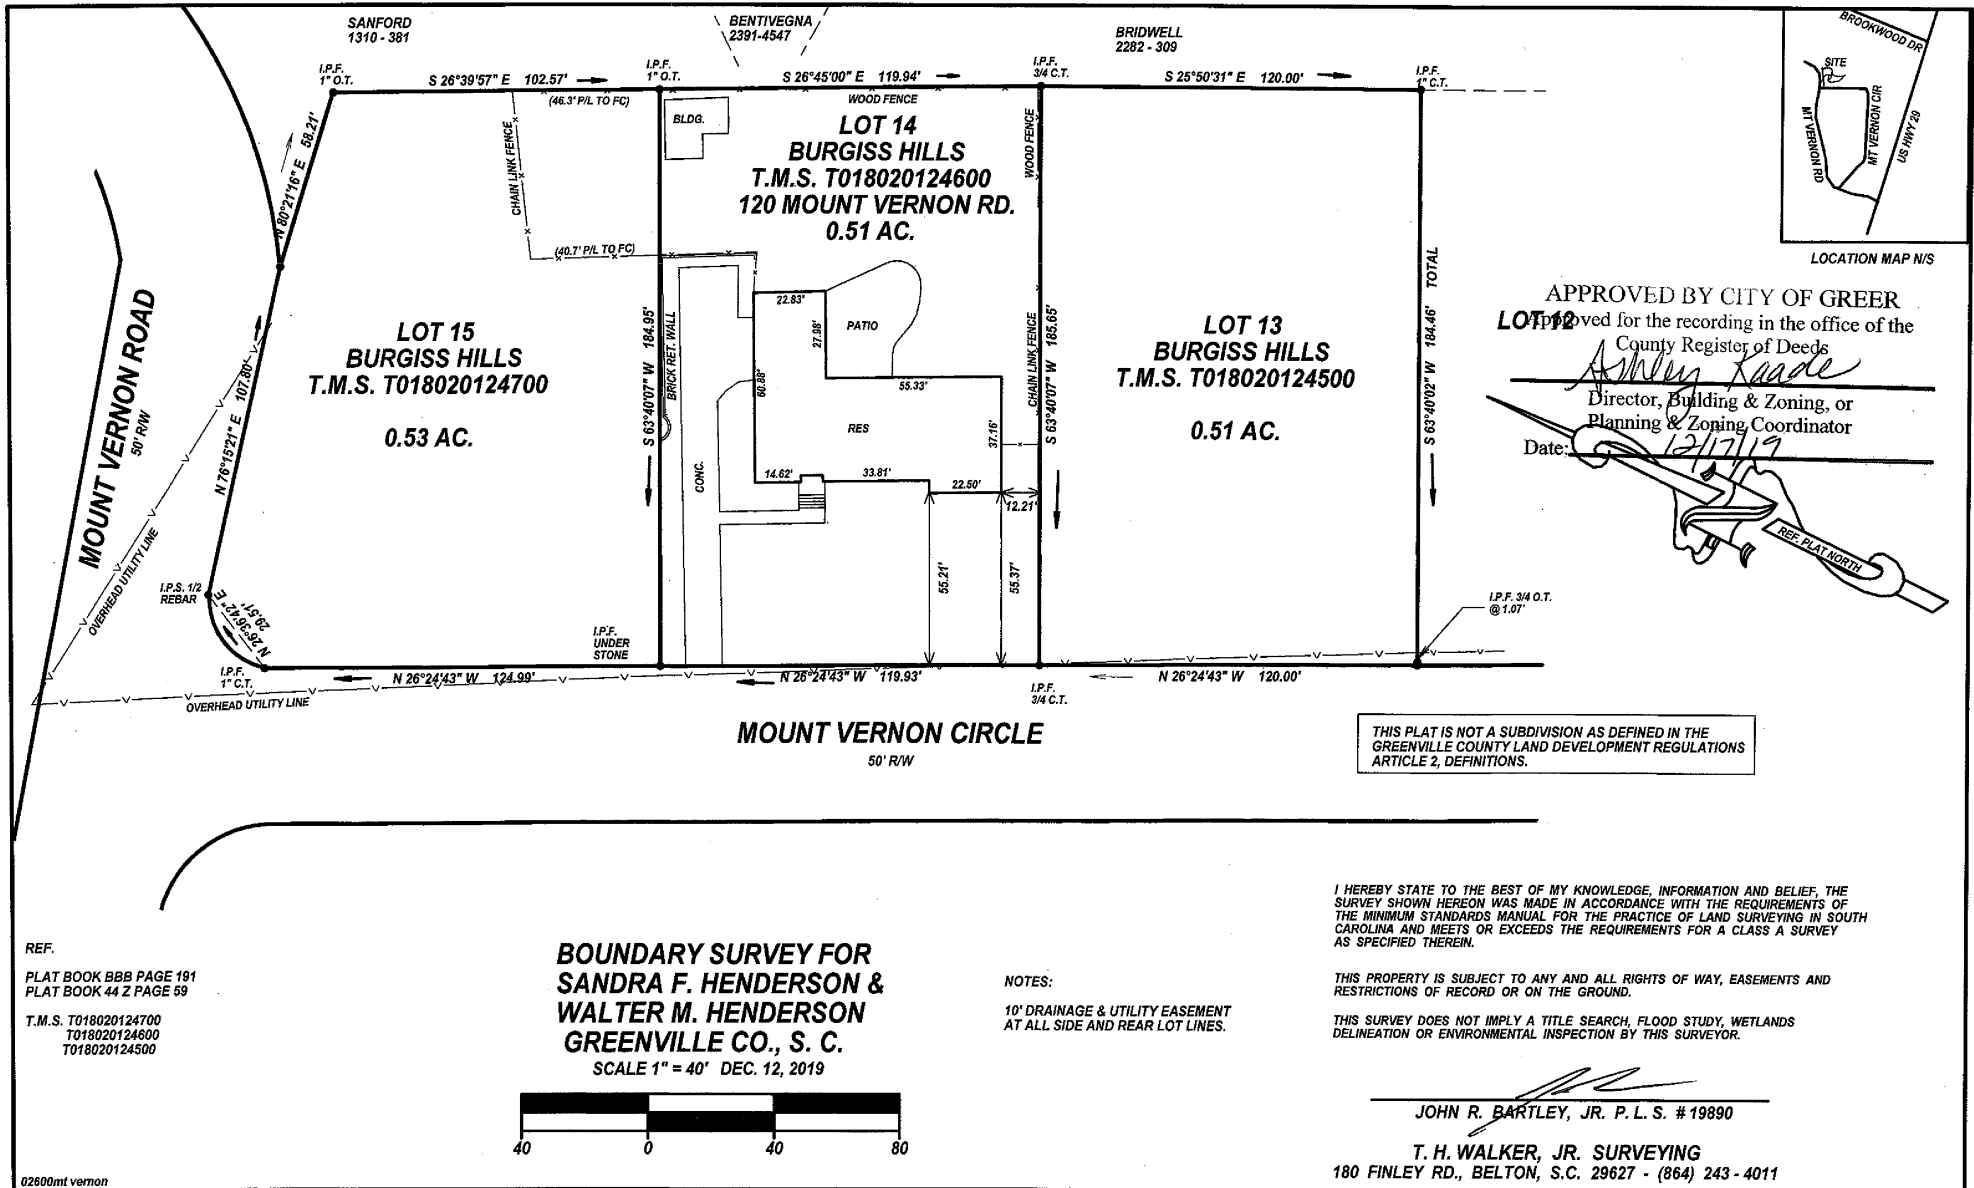 SANFORD
1310 - 381
BENTIVEGNA
2391-4547
BRIDWELL
2282 - 309
BROOKWOOD DR
SITE
MT VERNON RD
MT VERNON CIR
US HWY 29
LOCATION MAP N/S
I.P.F.
1" O.T.
S 26°39'57" E 102.57'
I.P.F.
1" O.T.
S 26°45'00" E 119.94'
I.P.F.
3/4 C.T.
S 25°50'31" E 120.00'
I.P.F.
1" C.T.
(46.3' P/L TO FC)
WOOD FENCE
CHAIN LINK FENCE
BLDG.
WOOD FENCE
N 80°21'16" E 58.21'
LOT 14
BURGISS HILLS
T.M.S. T018020124600
120 MOUNT VERNON RD.
0.51 AC.
(40.7' P/L TO FC)
MOUNT VERNON ROAD
50' R/W
N 76°15'21" E 107.80'
LOT 15
BURGISS HILLS
T.M.S. T018020124700
0.53 AC.
S 63°40'07" W 184.95'
BRICK RET. WALL
22.83'
27.98'
PATIO
60.88'
55.33'
RES
37.16'
CONC.
14.62'
33.81'
22.50'
12.21'
55.21'
55.37'
CHAIN LINK FENCE
S 63°40'07" W 185.65'
LOT 13
BURGISS HILLS
T.M.S. T018020124500
0.51 AC.
S 63°40'02" W 184.46' TOTAL
LOT 12
APPROVED BY CITY OF GREER
Approved for the recording in the office of the
County Register of Deeds
Ashley Kaade
Director, Building & Zoning, or
Planning & Zoning Coordinator
Date: 12/17/19
REF. PLAT NORTH
I.P.F. 3/4 O.T.
@ 1.07'
OVERHEAD UTILITY LINE
I.P.S. 1/2
REBAR
N 26°36'42" E
29.51'
I.P.F.
1" C.T.
I.P.F.
UNDER
STONE
N 26°24'43" W 124.99'
N 26°24'43" W 119.93'
N 26°24'43" W 120.00'
OVERHEAD UTILITY LINE
I.P.F.
3/4 C.T.
MOUNT VERNON CIRCLE
50' R/W
THIS PLAT IS NOT A SUBDIVISION AS DEFINED IN THE
GREENVILLE COUNTY LAND DEVELOPMENT REGULATIONS
ARTICLE 2, DEFINITIONS.
REF.
PLAT BOOK BBB PAGE 191
PLAT BOOK 44 Z PAGE 59
T.M.S. T018020124700
T018020124600
T018020124500
BOUNDARY SURVEY FOR
SANDRA F. HENDERSON &
WALTER M. HENDERSON
GREENVILLE CO., S. C.
SCALE 1" = 40' DEC. 12, 2019
40 0 40 80
NOTES:
10' DRAINAGE & UTILITY EASEMENT
AT ALL SIDE AND REAR LOT LINES.
I HEREBY STATE TO THE BEST OF MY KNOWLEDGE, INFORMATION AND BELIEF, THE
SURVEY SHOWN HEREON WAS MADE IN ACCORDANCE WITH THE REQUIREMENTS OF
THE MINIMUM STANDARDS MANUAL FOR THE PRACTICE OF LAND SURVEYING IN SOUTH
CAROLINA AND MEETS OR EXCEEDS THE REQUIREMENTS FOR A CLASS A SURVEY
AS SPECIFIED THEREIN.
THIS PROPERTY IS SUBJECT TO ANY AND ALL RIGHTS OF WAY, EASEMENTS AND
RESTRICTIONS OF RECORD OR ON THE GROUND.
THIS SURVEY DOES NOT IMPLY A TITLE SEARCH, FLOOD STUDY, WETLANDS
DELINEATION OR ENVIRONMENTAL INSPECTION BY THIS SURVEYOR.
JOHN R. BARTLEY, JR. P. L. S. # 19890
T. H. WALKER, JR. SURVEYING
180 FINLEY RD., BELTON, S.C. 29627 - (864) 243 - 4011
02600mt vernon